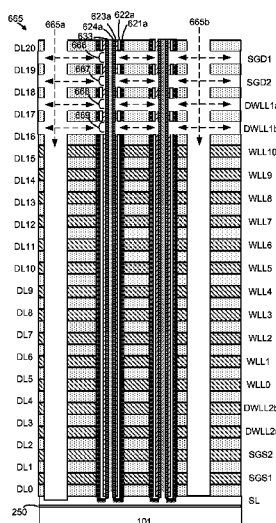 665
665a
623a
622a
633
624a
621a
665b
666
667
668
669
DL20
DL19
DL18
DL17
DL16
DL15
DL14
DL13
DL12
DL11
DL10
DL9
DL8
DL7
DL6
DL5
DL4
DL3
DL2
DL1
DL0
SGD1
SGD2
DWLL1a
DWLL1b
WLL10
WLL9
WLL8
WLL7
WLL6
WLL5
WLL4
WLL3
WLL2
WLL1
WLL0
DWLL2b
SGS2
SGS1
SL
250
101